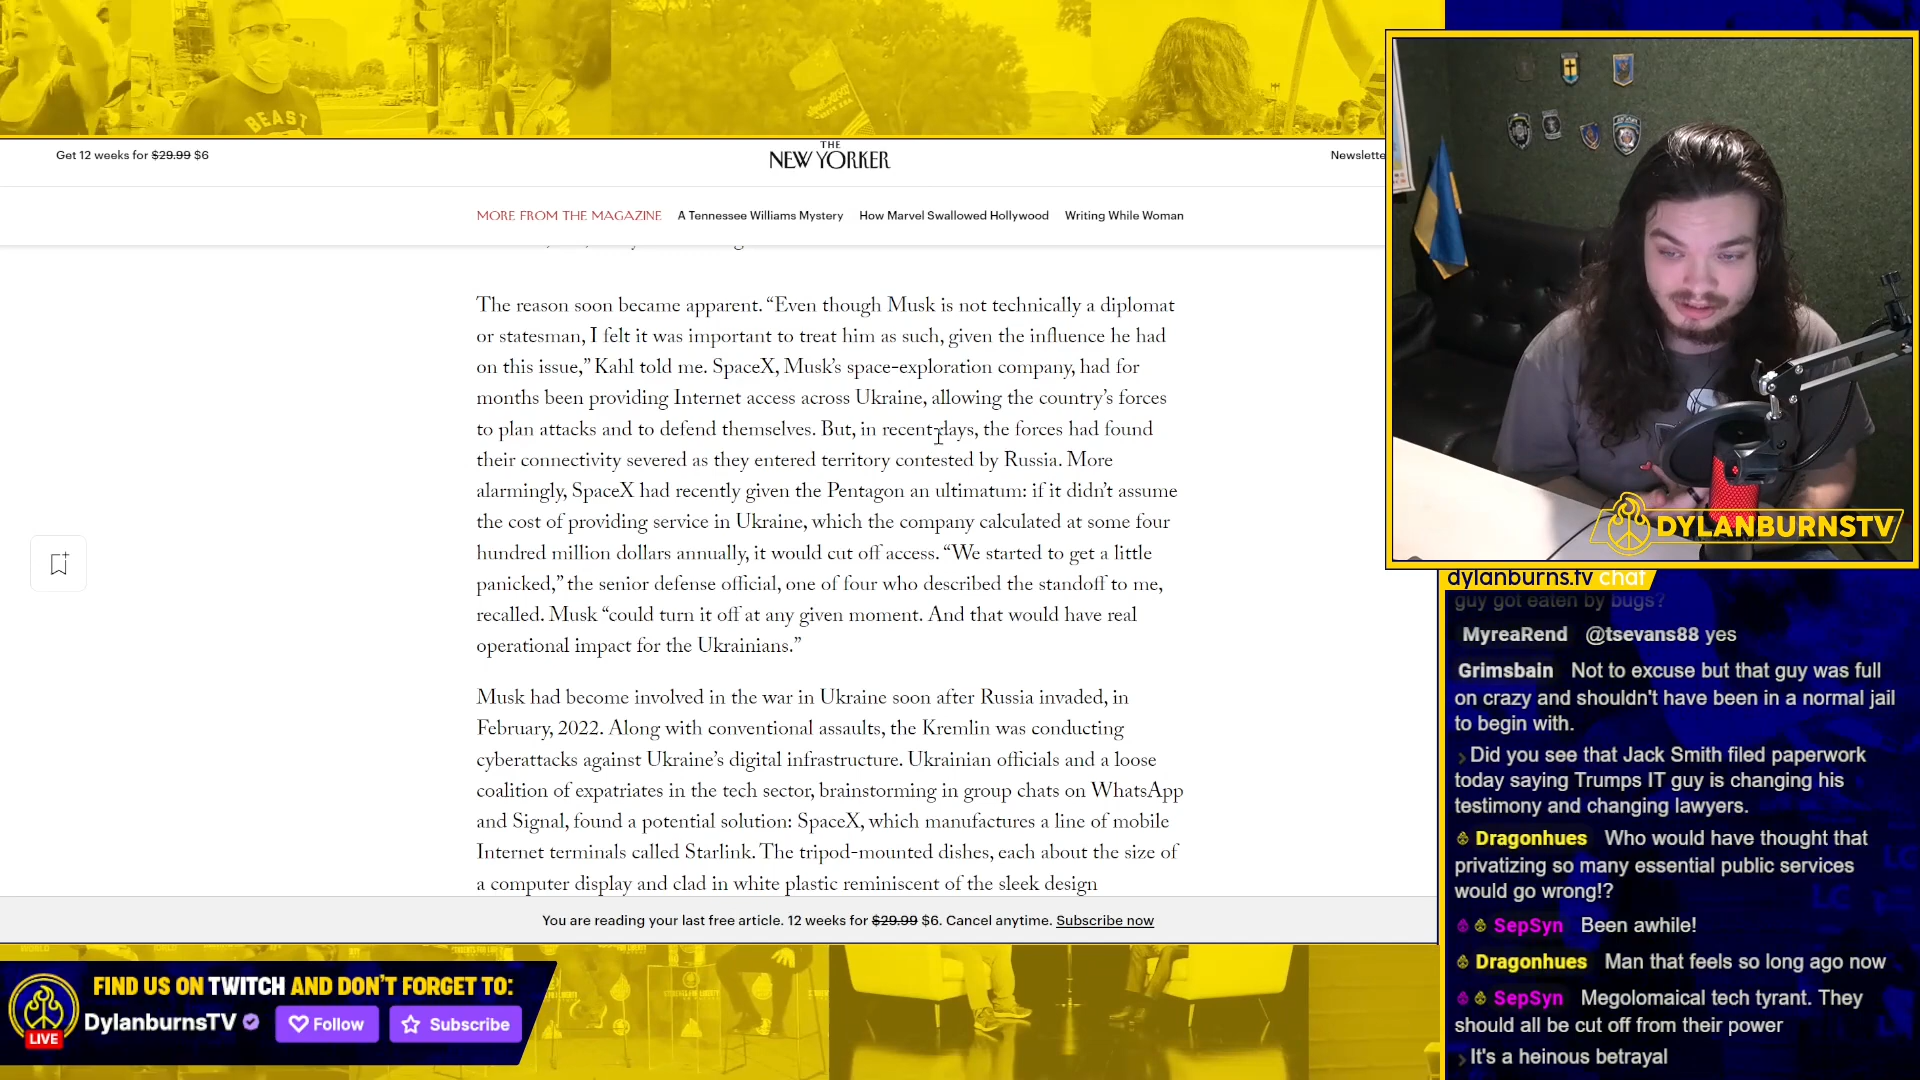 BEAST
Get 12 weeks for $29.99 $6
THE
NEW YORKER
Newslette
MORE FROM THE MAGAZINE A Tennessee Williams Mystery How Marvel Swallowed Hollywood Writing While Woman
The reason soon became apparent. “Even though Musk is not technically a diplomat
or statesman, I felt it was important to treat him as such, given the influence he had
on this issue,” Kahl told me. SpaceX, Musk’s space-exploration company, had for
months been providing Internet access across Ukraine, allowing the country’s forces
to plan attacks and to defend themselves. But, in recent days, the forces had found
their connectivity severed as they entered territory contested by Russia. More
alarmingly, SpaceX had recently given the Pentagon an ultimatum: if it didn’t assume
the cost of providing service in Ukraine, which the company calculated at some four
hundred million dollars annually, it would cut off access. “We started to get a little
panicked,” the senior defense official, one of four who described the standoff to me,
recalled. Musk “could turn it off at any given moment. And that would have real
operational impact for the Ukrainians.”
Musk had become involved in the war in Ukraine soon after Russia invaded, in
February, 2022. Along with conventional assaults, the Kremlin was conducting
cyberattacks against Ukraine’s digital infrastructure. Ukrainian officials and a loose
coalition of expatriates in the tech sector, brainstorming in group chats on WhatsApp
and Signal, found a potential solution: SpaceX, which manufactures a line of mobile
Internet terminals called Starlink. The tripod-mounted dishes, each about the size of
a computer display and clad in white plastic reminiscent of the sleek design
You are reading your last free article. 12 weeks for $29.99 $6. Cancel anytime. Subscribe now
FIND US ON TWITCH AND DON'T FORGET TO:
DylanburnsTV
Follow
Subscribe
LIVE
DYLANBURNSTV
dylanburns.tv chat
guy got eaten by bugs?
MyreaRend @tsevans88 yes
Grimsbain Not to excuse but that guy was full
on crazy and shouldn't have been in a normal jail
to begin with.
Did you see that Jack Smith filed paperwork
today saying Trumps IT guy is changing his
testimony and changing lawyers.
Dragonhues Who would have thought that
privatizing so many essential public services
would go wrong!?
SepSyn Been awhile!
Dragonhues Man that feels so long ago now
SepSyn Megolomaical tech tyrant. They
should all be cut off from their power
It's a heinous betrayal